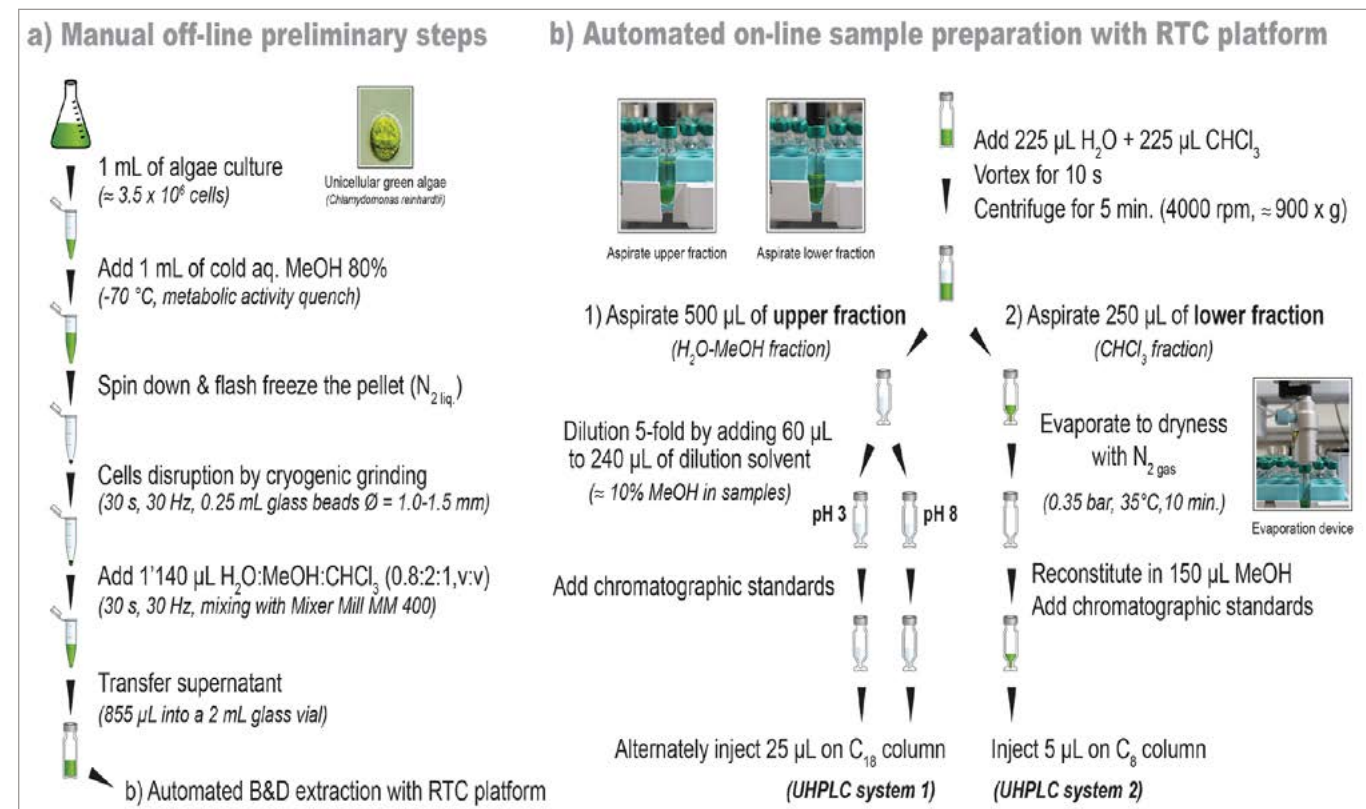 a) Manual off-line preliminary steps
1 mL of algae culture
(≈ 3.5 x 10⁶ cells)
Unicellular green algae
(Chlamydomonas reinhardtii)
Add 1 mL of cold aq. MeOH 80%
(-70 °C, metabolic activity quench)
Spin down & flash freeze the pellet (N₂ liq.)
Cells disruption by cryogenic grinding
(30 s, 30 Hz, 0.25 mL glass beads Ø = 1.0-1.5 mm)
Add 1'140 µL H₂O:MeOH:CHCl₃ (0.8:2:1,v:v)
(30 s, 30 Hz, mixing with Mixer Mill MM 400)
Transfer supernatant
(855 µL into a 2 mL glass vial)
b) Automated B&D extraction with RTC platform
b) Automated on-line sample preparation with RTC platform
Aspirate upper fraction
Aspirate lower fraction
Add 225 µL H₂O + 225 µL CHCl₃
Vortex for 10 s
Centrifuge for 5 min. (4000 rpm, ≈ 900 x g)
1) Aspirate 500 µL of upper fraction
(H₂O-MeOH fraction)
2) Aspirate 250 µL of lower fraction
(CHCl₃ fraction)
Dilution 5-fold by adding 60 µL
to 240 µL of dilution solvent
(≈ 10% MeOH in samples)
pH 3
pH 8
Evaporate to dryness
with N₂ gas
(0.35 bar, 35°C,10 min.)
Evaporation device
Add chromatographic standards
Reconstitute in 150 µL MeOH
Add chromatographic standards
Alternately inject 25 µL on C₁₈ column
(UHPLC system 1)
Inject 5 µL on C₈ column
(UHPLC system 2)